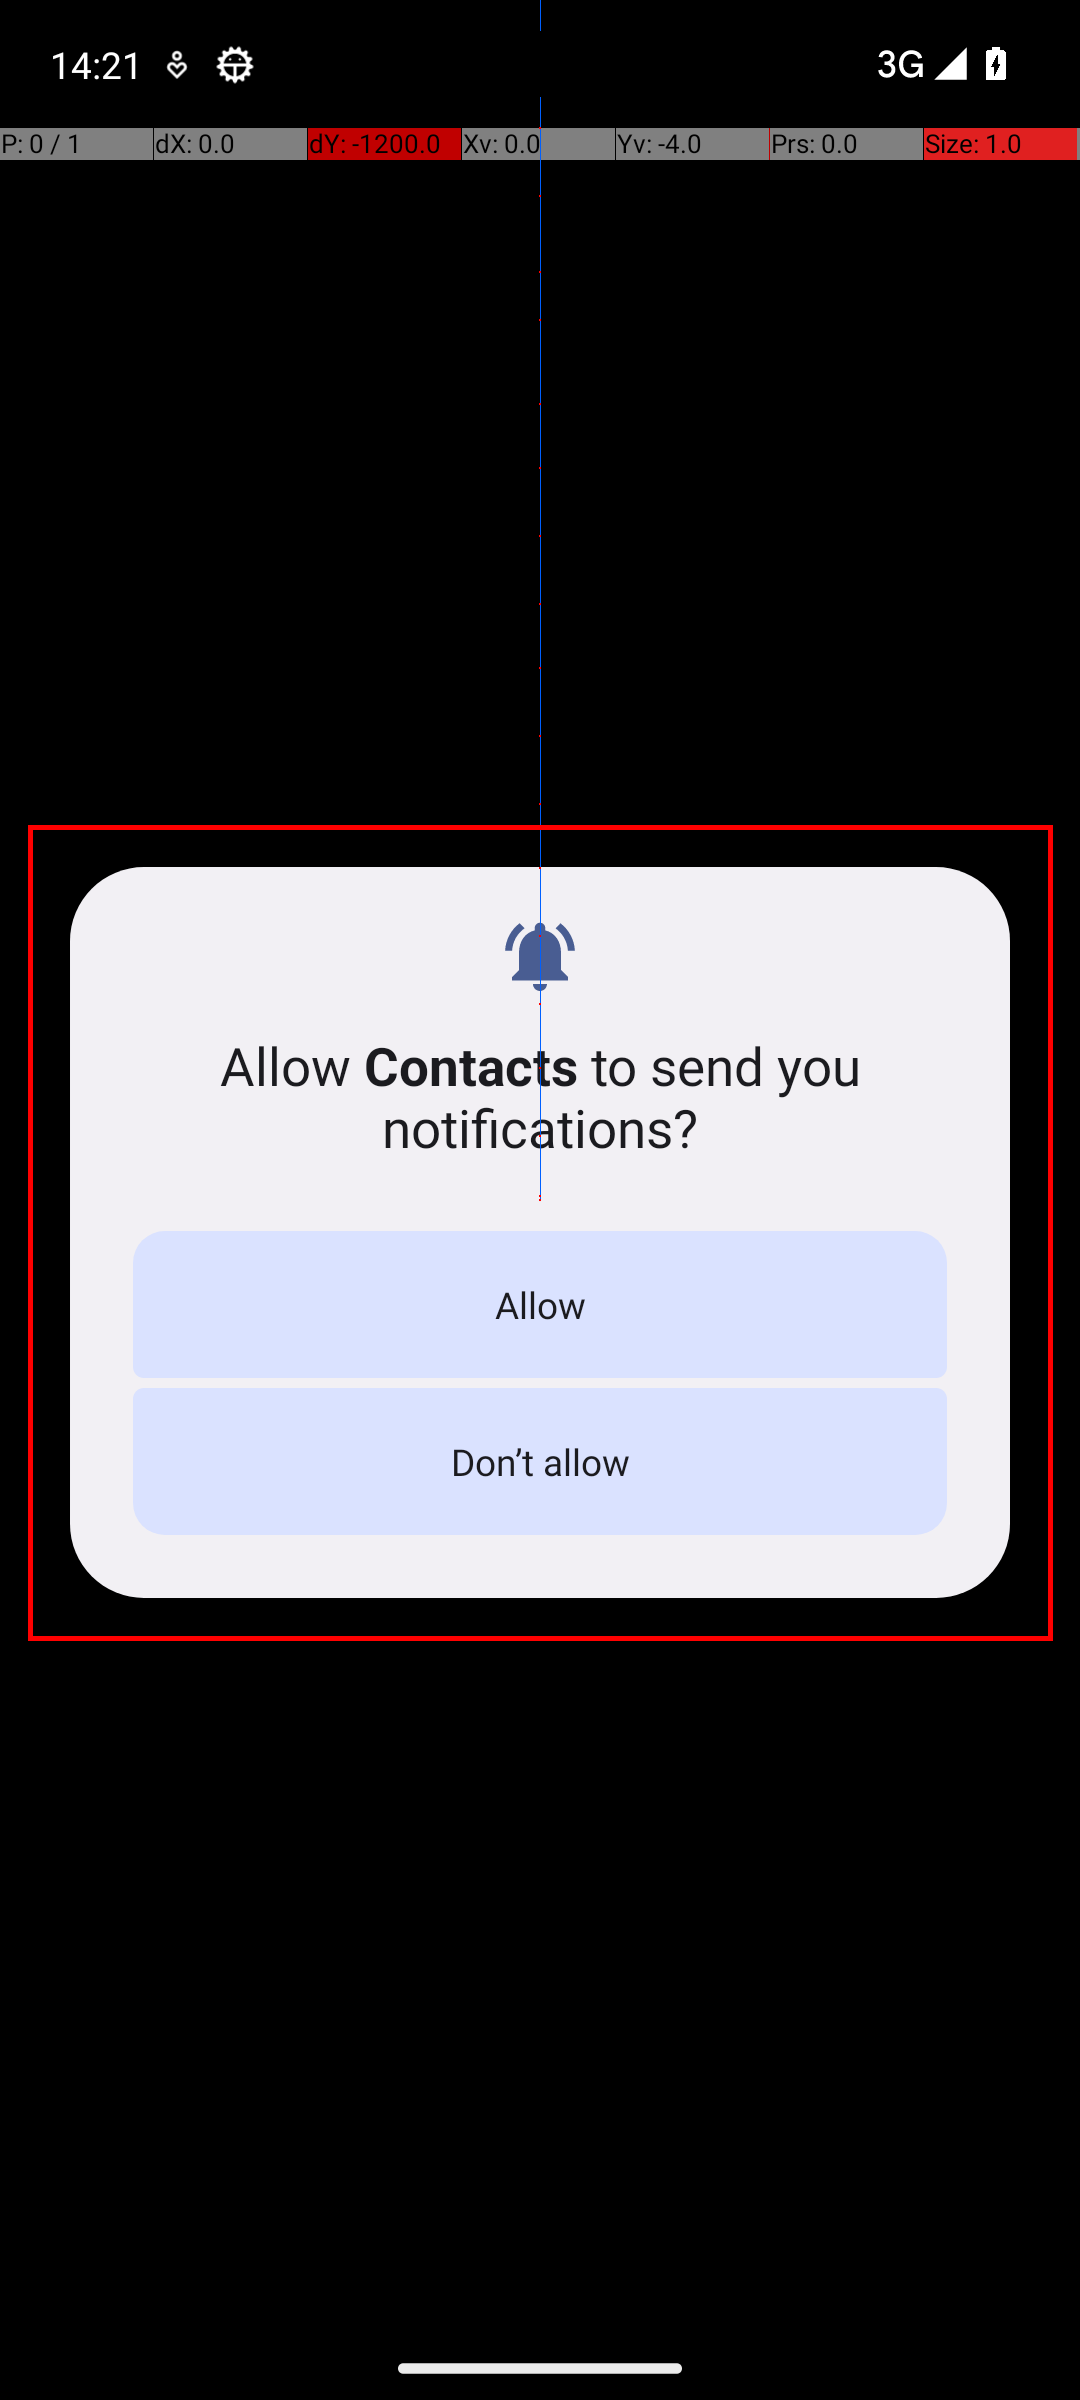 14:21 3G
P: 0 / 1 dX: 0.0 dY: -1200.0 Xv: 0.0 Yv: -4.0 Prs: 0.0 Size: 1.0
Allow Contacts to send you
notifications?
Allow
Don’t allow